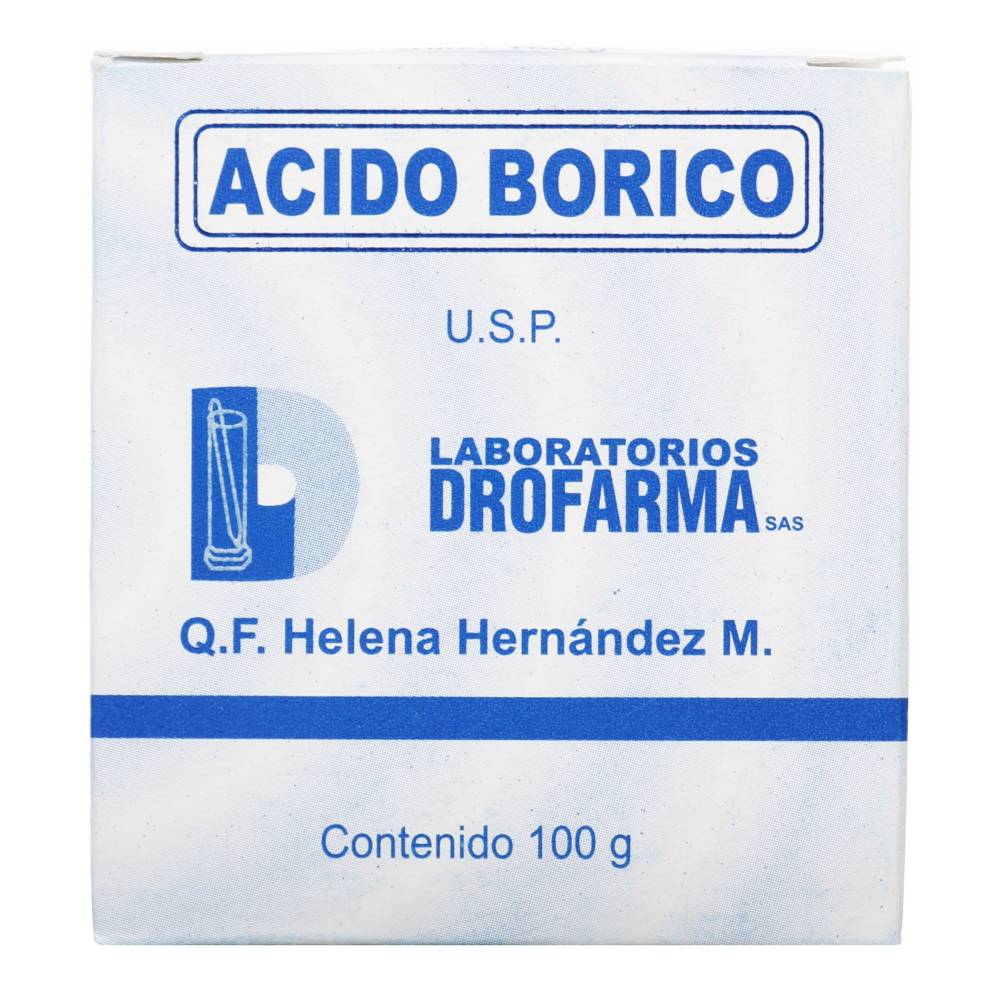 ACIDO BORICO
U.S.P.
LABORATORIOS
DROFARMA SAS
Q.F. Helena Hernández M.
Contenido 100 g